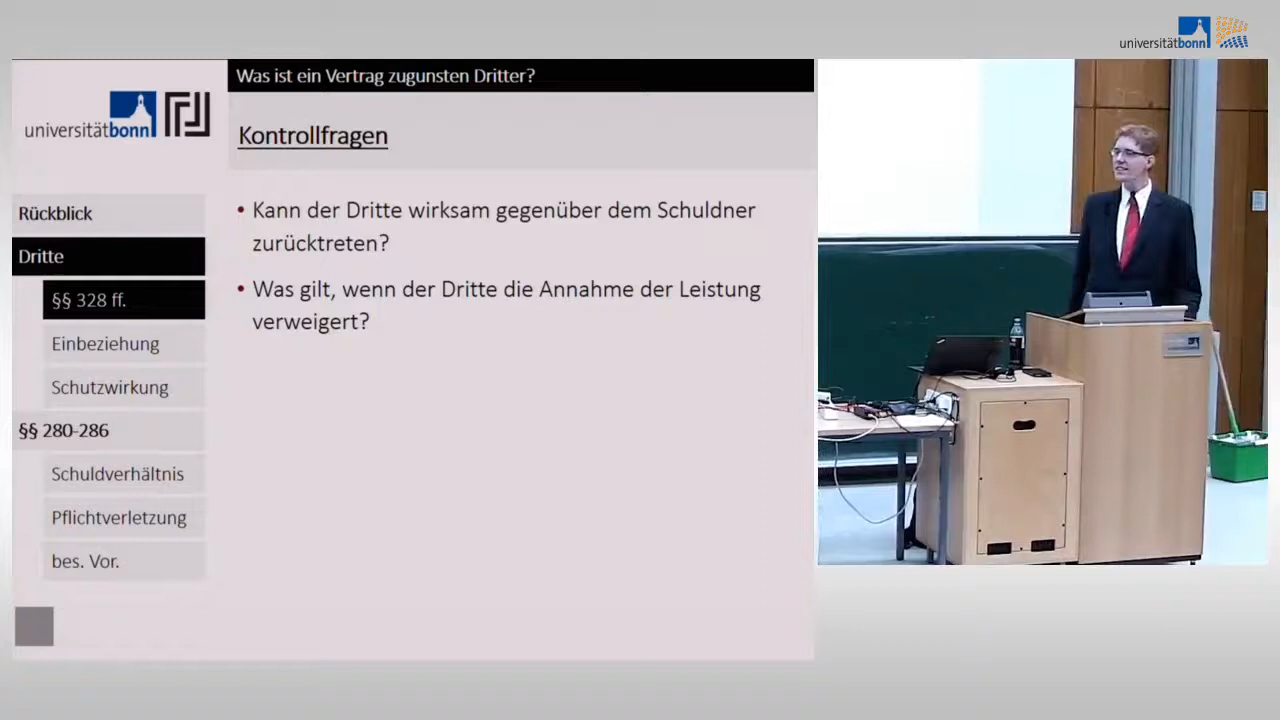 universitätbonn
Was ist ein Vertrag zugunsten Dritter?
universitätbonn
Kontrollfragen
Rückblick
Dritte
§§ 328 ff.
Einbeziehung
Schutzwirkung
§§ 280-286
Schuldverhältnis
Pflichtverletzung
bes. Vor.
• Kann der Dritte wirksam gegenüber dem Schuldner
zurücktreten?
• Was gilt, wenn der Dritte die Annahme der Leistung
verweigert?